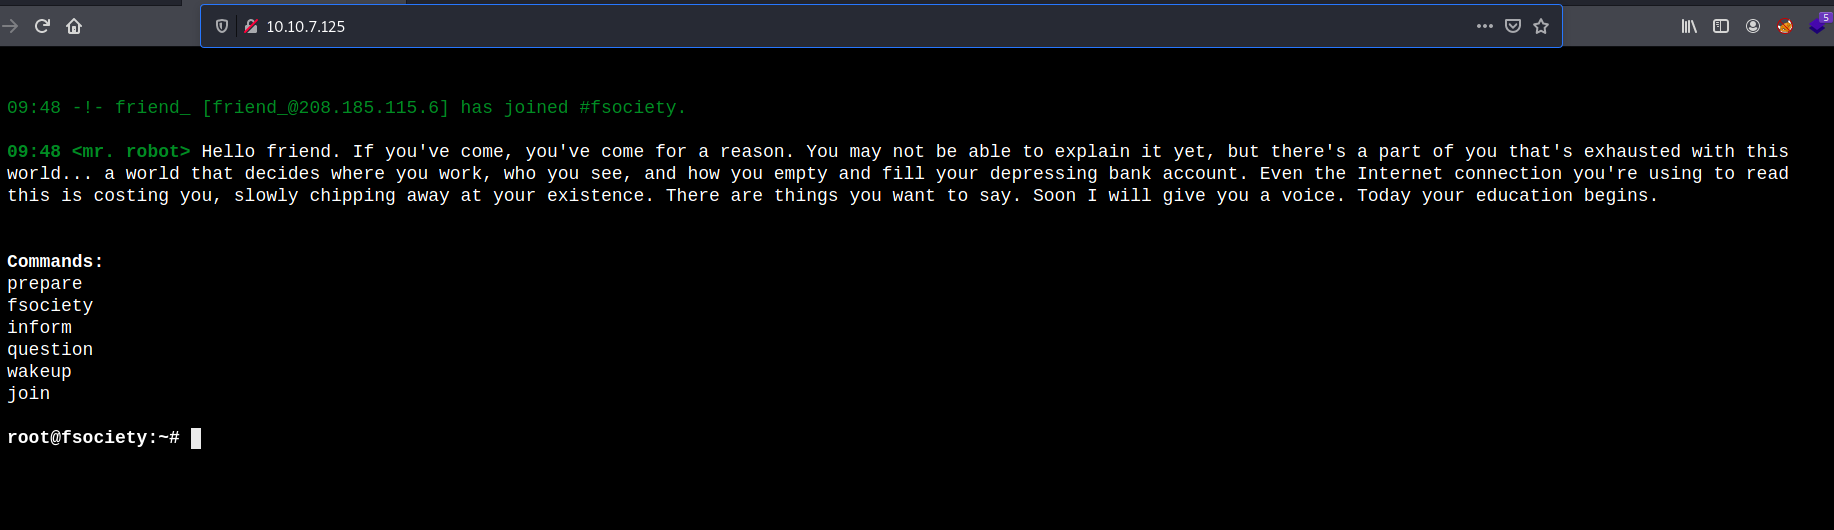 10.10.7.125
5
09:48 -!- friend_ [friend_@208.185.115.6] has joined #fsociety.
09:48 <mr. robot> Hello friend. If you've come, you've come for a reason. You may not be able to explain it yet, but there's a part of you that's exhausted with this
world... a world that decides where you work, who you see, and how you empty and fill your depressing bank account. Even the Internet connection you're using to read
this is costing you, slowly chipping away at your existence. There are things you want to say. Soon I will give you a voice. Today your education begins.
Commands:
prepare
fsociety
inform
question
wakeup
join
root@fsociety:~#